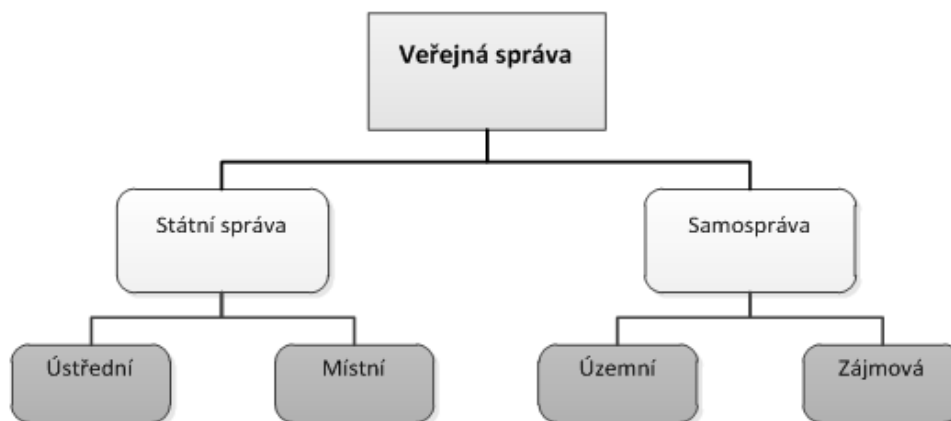 Veřejná správa
Státní správa
Samospráva
Ústřední
Místní
Územní
Zájmová